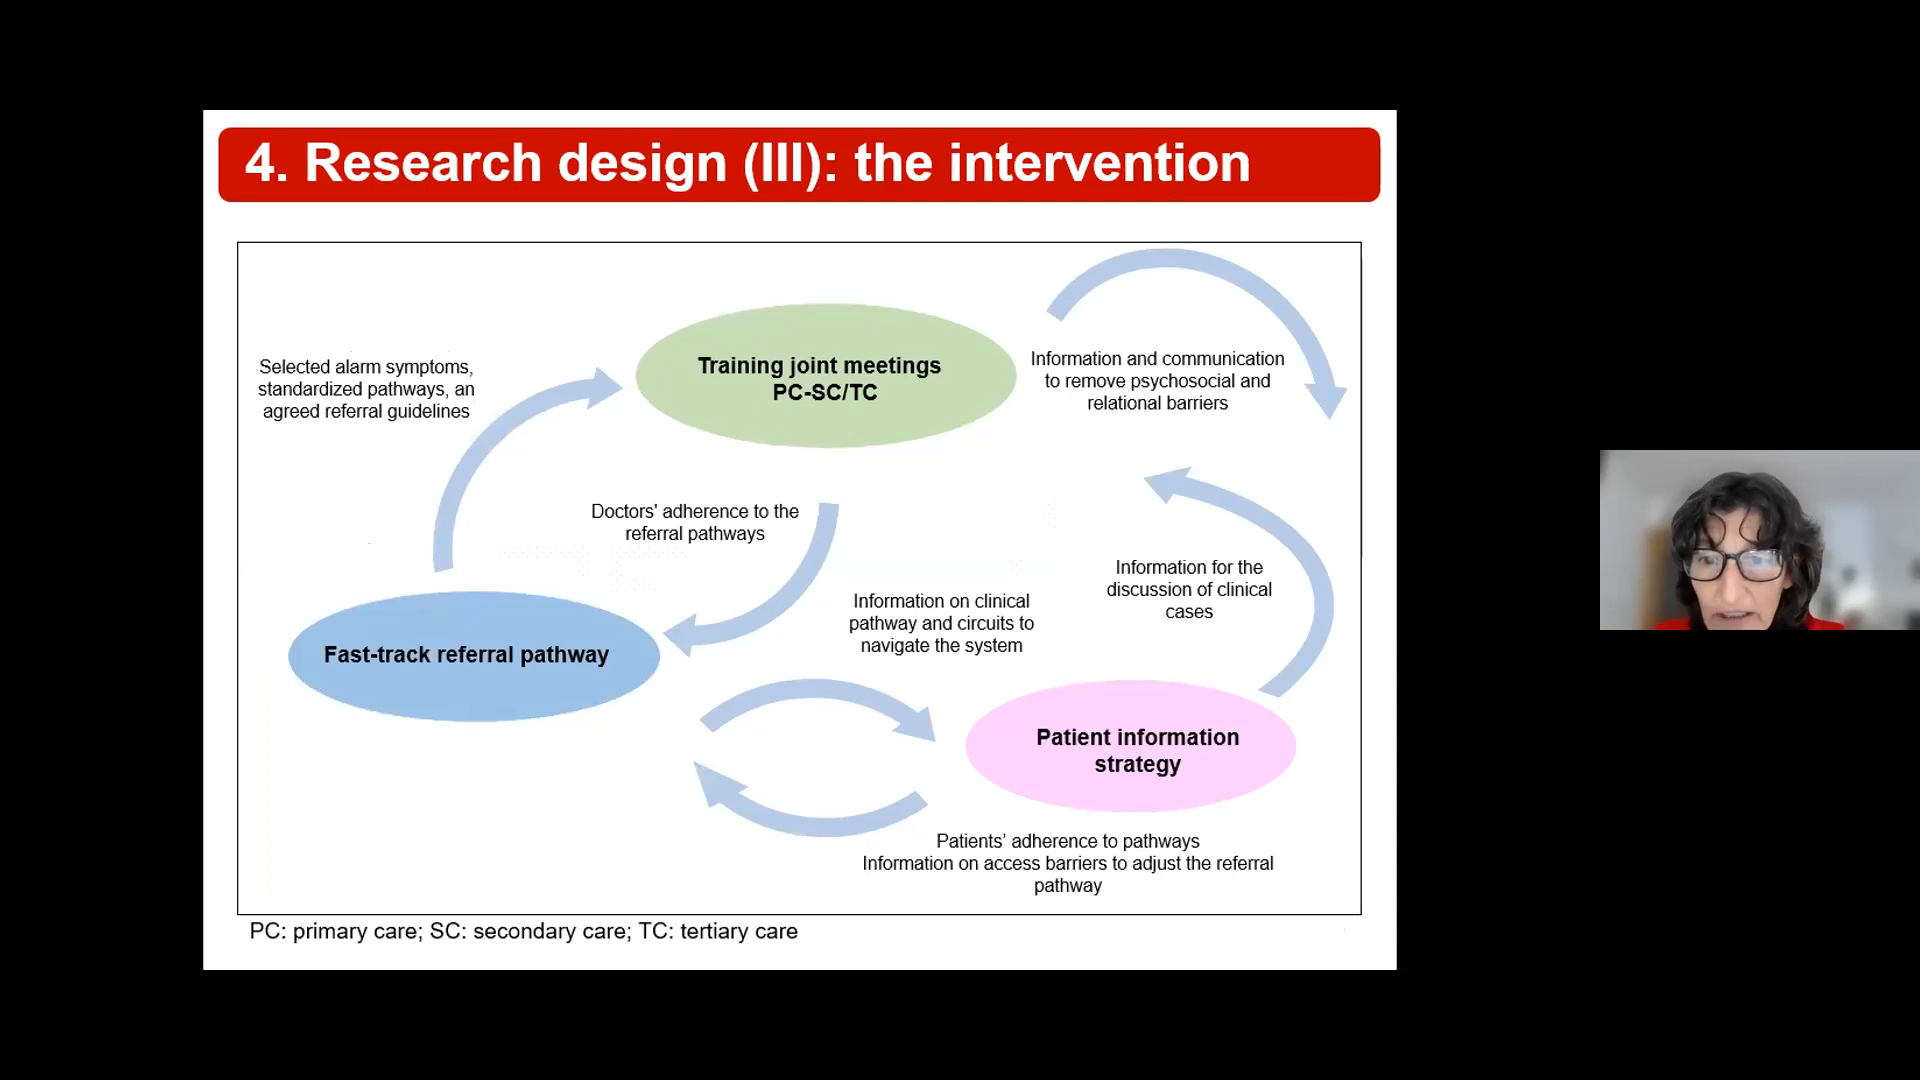 4. Research design (III): the intervention
Selected alarm symptoms,
standardized pathways, an
agreed referral guidelines
Training joint meetings
PC-SC/TC
Information and communication
to remove psychosocial and
relational barriers
Doctors' adherence to the
referral pathways
Information for the
discussion of clinical
cases
Information on clinical
pathway and circuits to
navigate the system
Fast-track referral pathway
Patient information
strategy
Patients’ adherence to pathways
Information on access barriers to adjust the referral
pathway
PC: primary care; SC: secondary care; TC: tertiary care